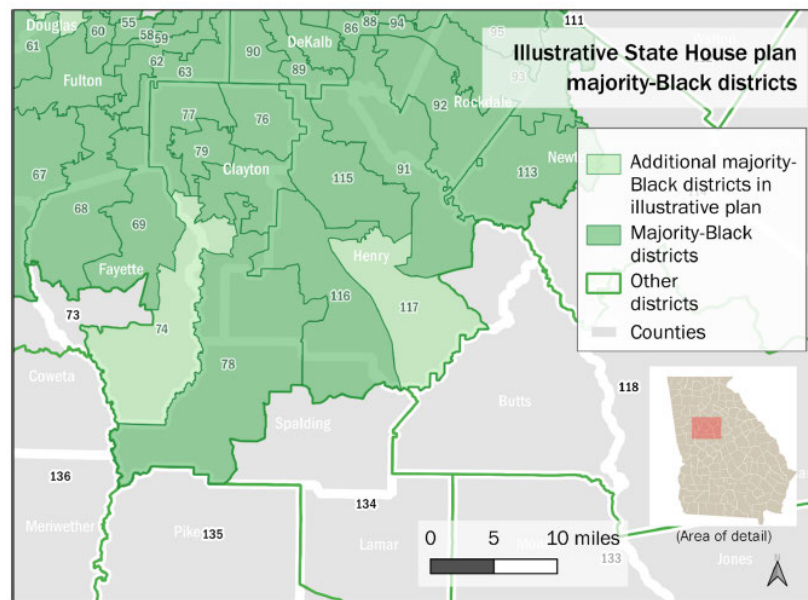 Illustrative State House plan
majority-Black districts
Additional majority-
Black districts in
illustrative plan
Majority-Black
districts
Other
districts
Counties
Douglas
60
55
86
88
94
111
61
58
59
90
DeKalb
95
62
Fulton
63
89
93
92
Rockdale
77
76
79
Clayton
91
67
115
113
68
69
Fayette
Henry
73
74
116
117
78
Coweta
118
Spalding
Butts
136
134
Meriwether
135
Lamar
133
Jones
0 5 10 miles
(Area of detail)
N